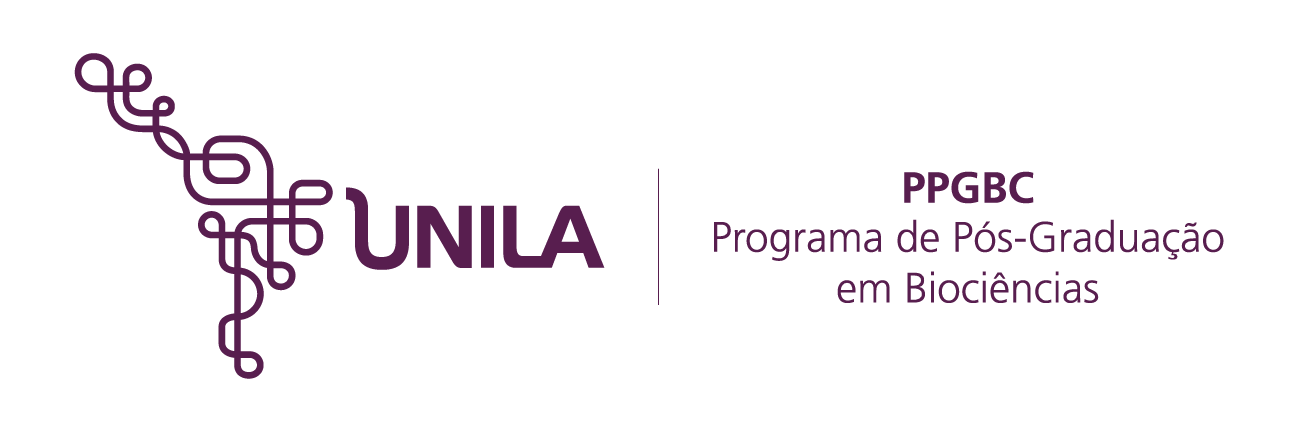 UNILA
PPGBC
Programa de Pós-Graduação
em Biociências